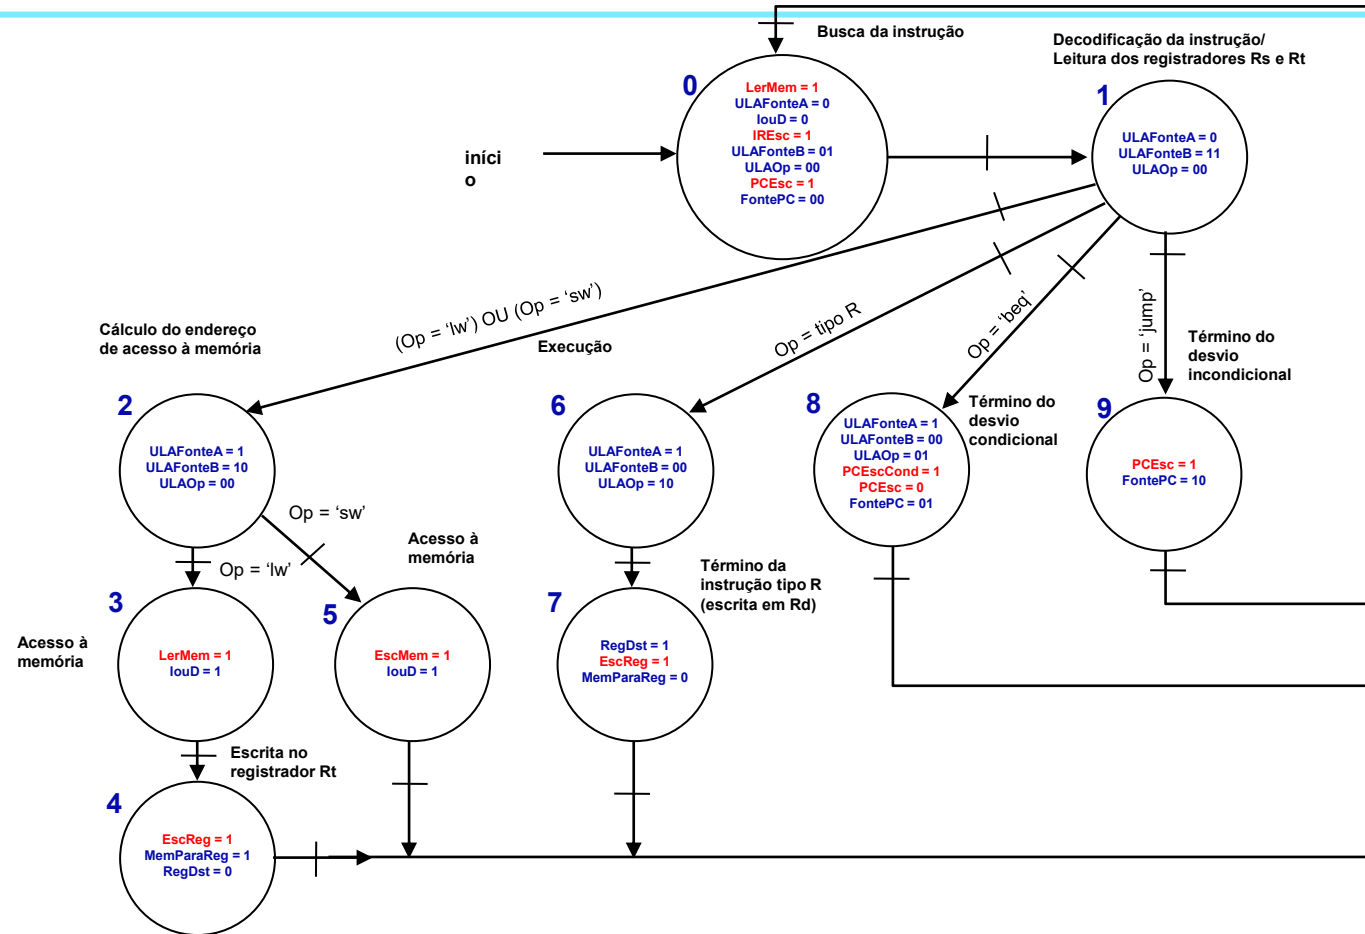 Busca da instrução
Decodificação da instrução/
Leitura dos registradores Rs e Rt
0
LerMem = 1
ULAFonteA = 0
IouD = 0
IREsc = 1
ULAFonteB = 01
ULAOp = 00
PCEsc = 1
FontePC = 00
1
ULAFonteA = 0
ULAFonteB = 11
ULAOp = 00
iníci
o
(Op = ‘lw’) OU (Op = ‘sw’)
Op = tipo R
Op = ‘beq’
Op = ‘jump’
Cálculo do endereço
de acesso à memória
Execução
Término do
desvio
incondicional
2
ULAFonteA = 1
ULAFonteB = 10
ULAOp = 00
6
ULAFonteA = 1
ULAFonteB = 00
ULAOp = 10
8
Término do
desvio
condicional
ULAFonteA = 1
ULAFonteB = 00
ULAOp = 01
PCEscCond = 1
PCEsc = 0
FontePC = 01
9
PCEsc = 1
FontePC = 10
Op = ‘sw’
Op = ‘lw’
Acesso à
memória
Término da
instrução tipo R
(escrita em Rd)
3
Acesso à
memória
LerMem = 1
IouD = 1
5
EscMem = 1
IouD = 1
7
RegDst = 1
EscReg = 1
MemParaReg = 0
Escrita no
registrador Rt
4
EscReg = 1
MemParaReg = 1
RegDst = 0